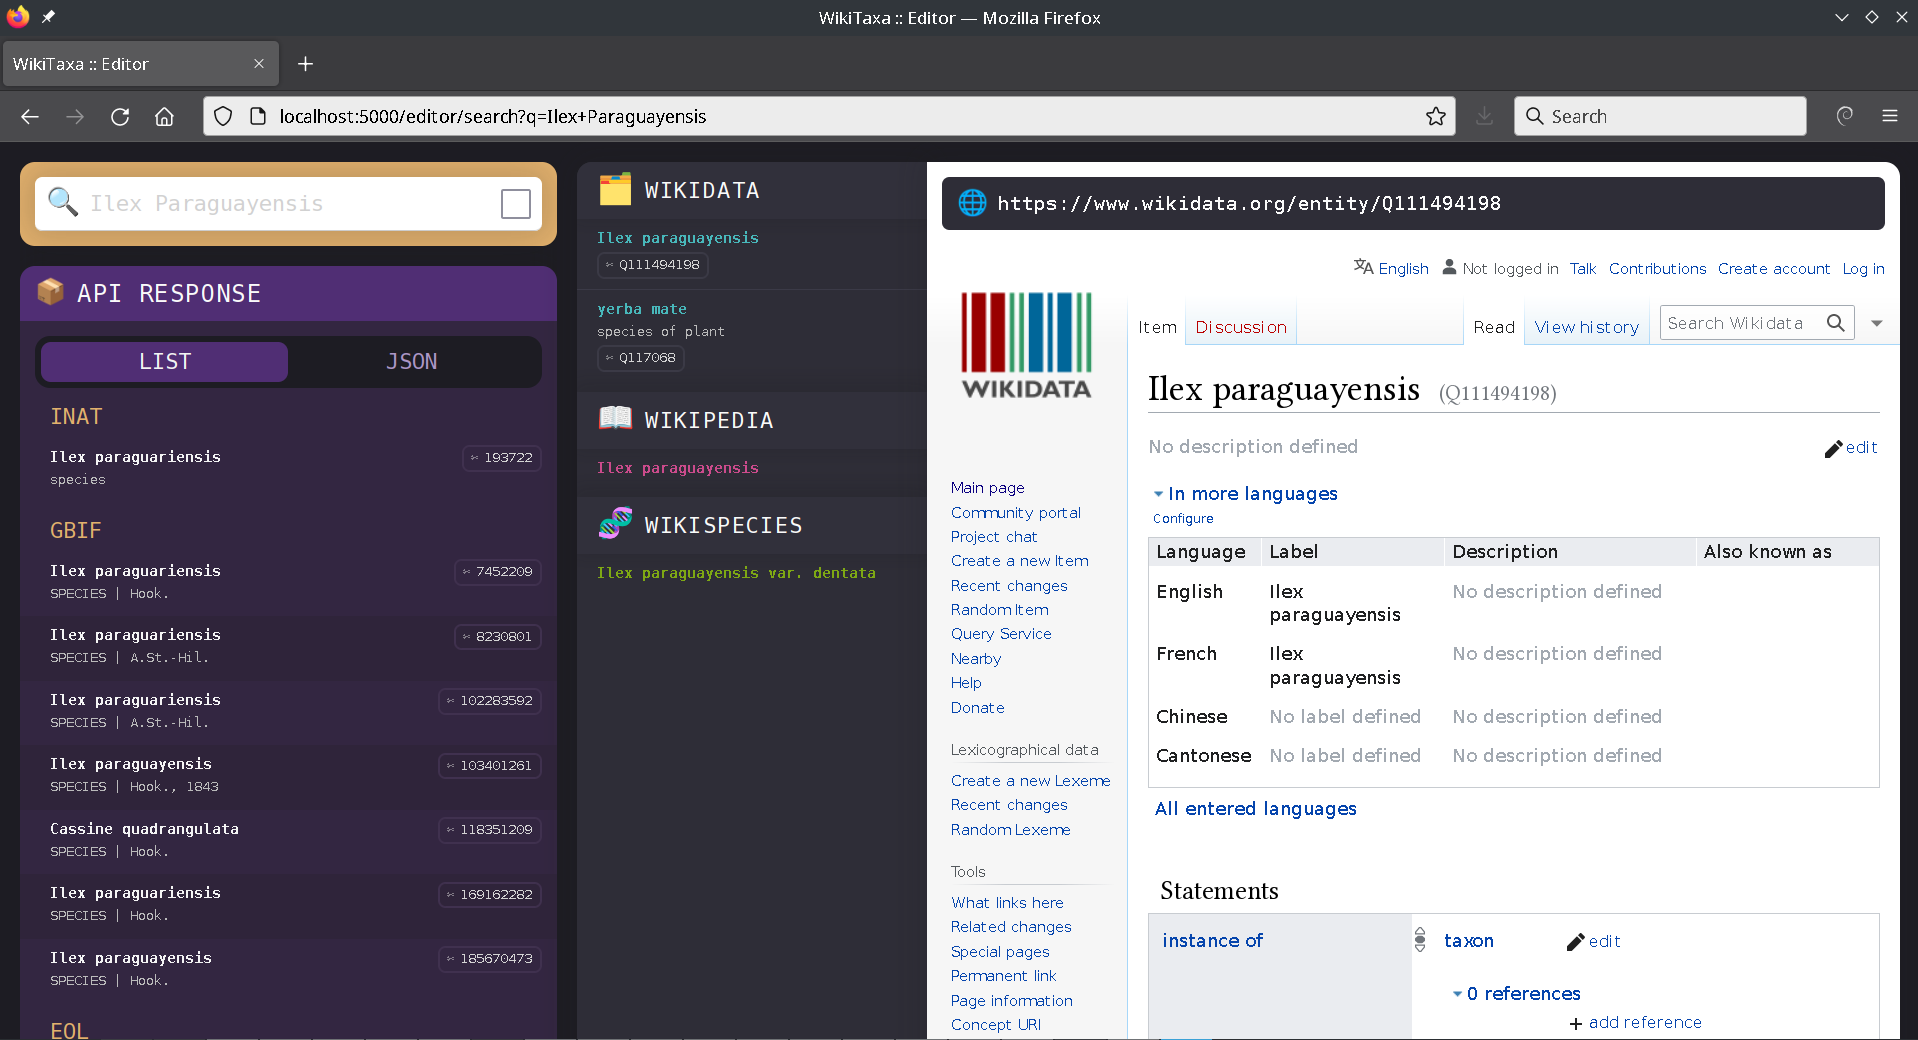 WikiTaxa :: Editor — Mozilla Firefox
WikiTaxa :: Editor
localhost:5000/editor/search?q=Ilex+Paraguayensis
Search
Ilex Paraguayensis
API RESPONSE
LIST
JSON
INAT
Ilex paraguariensis
193722
species
GBIF
Ilex paraguariensis
7452209
SPECIES | Hook.
Ilex paraguariensis
8230801
SPECIES | A.St.-Hil.
Ilex paraguariensis
102283592
SPECIES | A.St.-Hil.
Ilex paraguayensis
103401261
SPECIES | Hook., 1843
Cassine quadrangulata
118351209
SPECIES | Hook.
Ilex paraguariensis
169162282
SPECIES | Hook.
Ilex paraguayensis
185670473
SPECIES | Hook.
EOL
WIKIDATA
Ilex paraguayensis
Q111494198
yerba mate
species of plant
Q117068
WIKIPEDIA
Ilex paraguayensis
WIKISPECIES
Ilex paraguayensis var. dentata
https://www.wikidata.org/entity/Q111494198
English
Not logged in
Talk
Contributions
Create account
Log in
WIKIDATA
Main page
Community portal
Project chat
Create a new Item
Recent changes
Random Item
Query Service
Nearby
Help
Donate
Lexicographical data
Create a new Lexeme
Recent changes
Random Lexeme
Tools
What links here
Related changes
Special pages
Permanent link
Page information
Concept URI
Item
Discussion
Read
View history
Search Wikidata
Ilex paraguayensis (Q111494198)
No description defined
edit
In more languages
Configure
Language Label Description Also known as
English Ilex paraguayensis No description defined
French Ilex paraguayensis No description defined
Chinese No label defined No description defined
Cantonese No label defined No description defined
All entered languages
Statements
instance of
taxon
edit
0 references
+ add reference